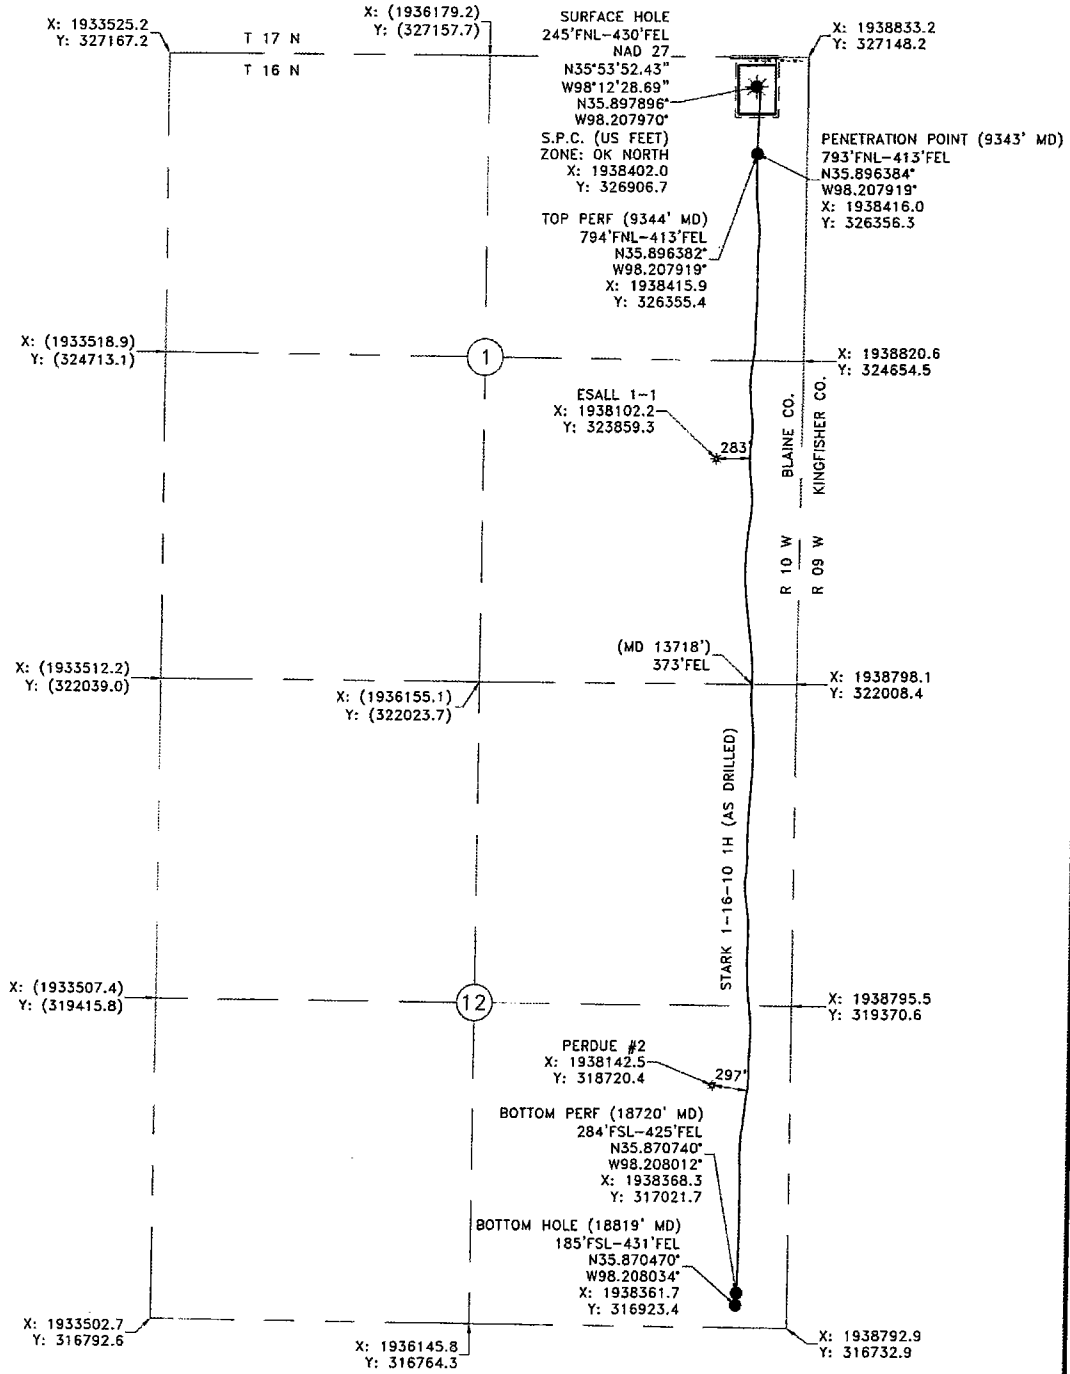 X: 1933525.2
Y: 327167.2
X: (1936179.2)
Y: (327157.7)
T 17 N
T 16 N
SURFACE HOLE
245'FNL-430'FEL
NAD 27
N35°53'52.43"
W98°12'28.69"
N35.897896°
W98.207970°
S.P.C. (US FEET)
ZONE: OK NORTH
X: 1938402.0
Y: 326906.7
X: 1938833.2
Y: 327148.2
PENETRATION POINT (9343' MD)
793'FNL-413'FEL
N35.896384°
W98.207919°
X: 1938416.0
Y: 326356.3
TOP PERF (9344' MD)
794'FNL-413'FEL
N35.896382°
W98.207919°
X: 1938415.9
Y: 326355.4
X: (1933518.9)
Y: (324713.1)
1
X: 1938820.6
Y: 324654.5
ESALL 1-1
X: 1938102.2
Y: 323859.3
283'
BLAINE CO.
KINGFISHER CO.
R 10 W
R 09 W
(MD 13718')
373'FEL
X: (1933512.2)
Y: (322039.0)
X: (1936155.1)
Y: (322023.7)
X: 1938798.1
Y: 322008.4
STARK 1-16-10 1H (AS DRILLED)
X: (1933507.4)
Y: (319415.8)
12
X: 1938795.5
Y: 319370.6
PERDUE #2
X: 1938142.5
Y: 318720.4
297'
BOTTOM PERF (18720' MD)
284'FSL-425'FEL
N35.870740°
W98.208012°
X: 1938368.3
Y: 317021.7
BOTTOM HOLE (18819' MD)
185'FSL-431'FEL
N35.870470°
W98.208034°
X: 1938361.7
Y: 316923.4
X: 1933502.7
Y: 316792.6
X: 1936145.8
Y: 316764.3
X: 1938792.9
Y: 316732.9